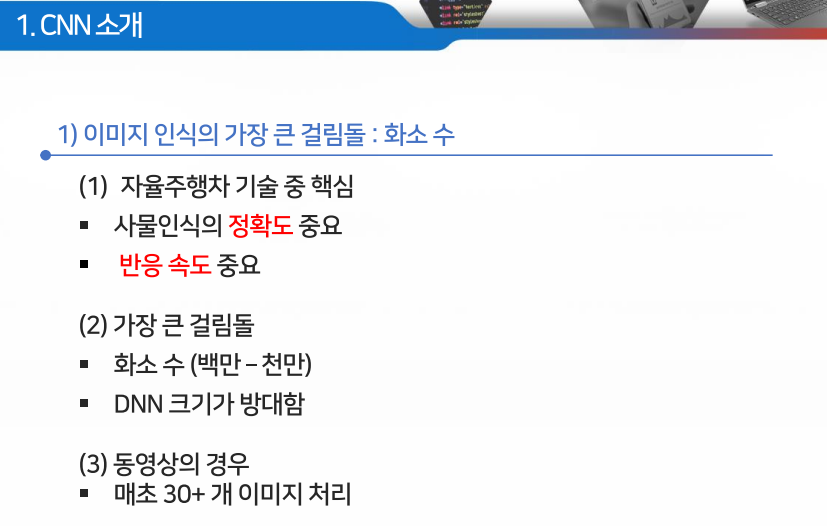 1. CNN 소개
1) 이미지 인식의 가장 큰 걸림돌 : 화소 수
(1) 자율주행차 기술 중 핵심
▪ 사물인식의 정확도 중요
▪ 반응 속도 중요
(2) 가장 큰 걸림돌
▪ 화소 수 (백만 – 천만)
▪ DNN 크기가 방대함
(3) 동영상의 경우
▪ 매초 30+ 개 이미지 처리